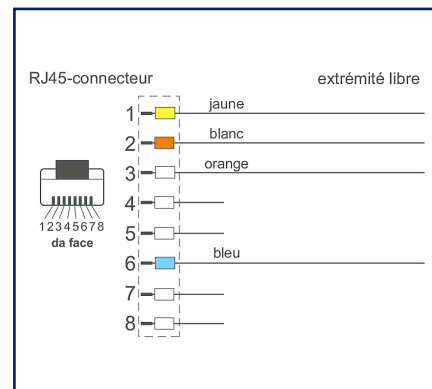 RJ45-connecteur extrémité libre
1 jaune
2 blanc
3 orange
4
5
6 bleu
7
8
12345678
da face